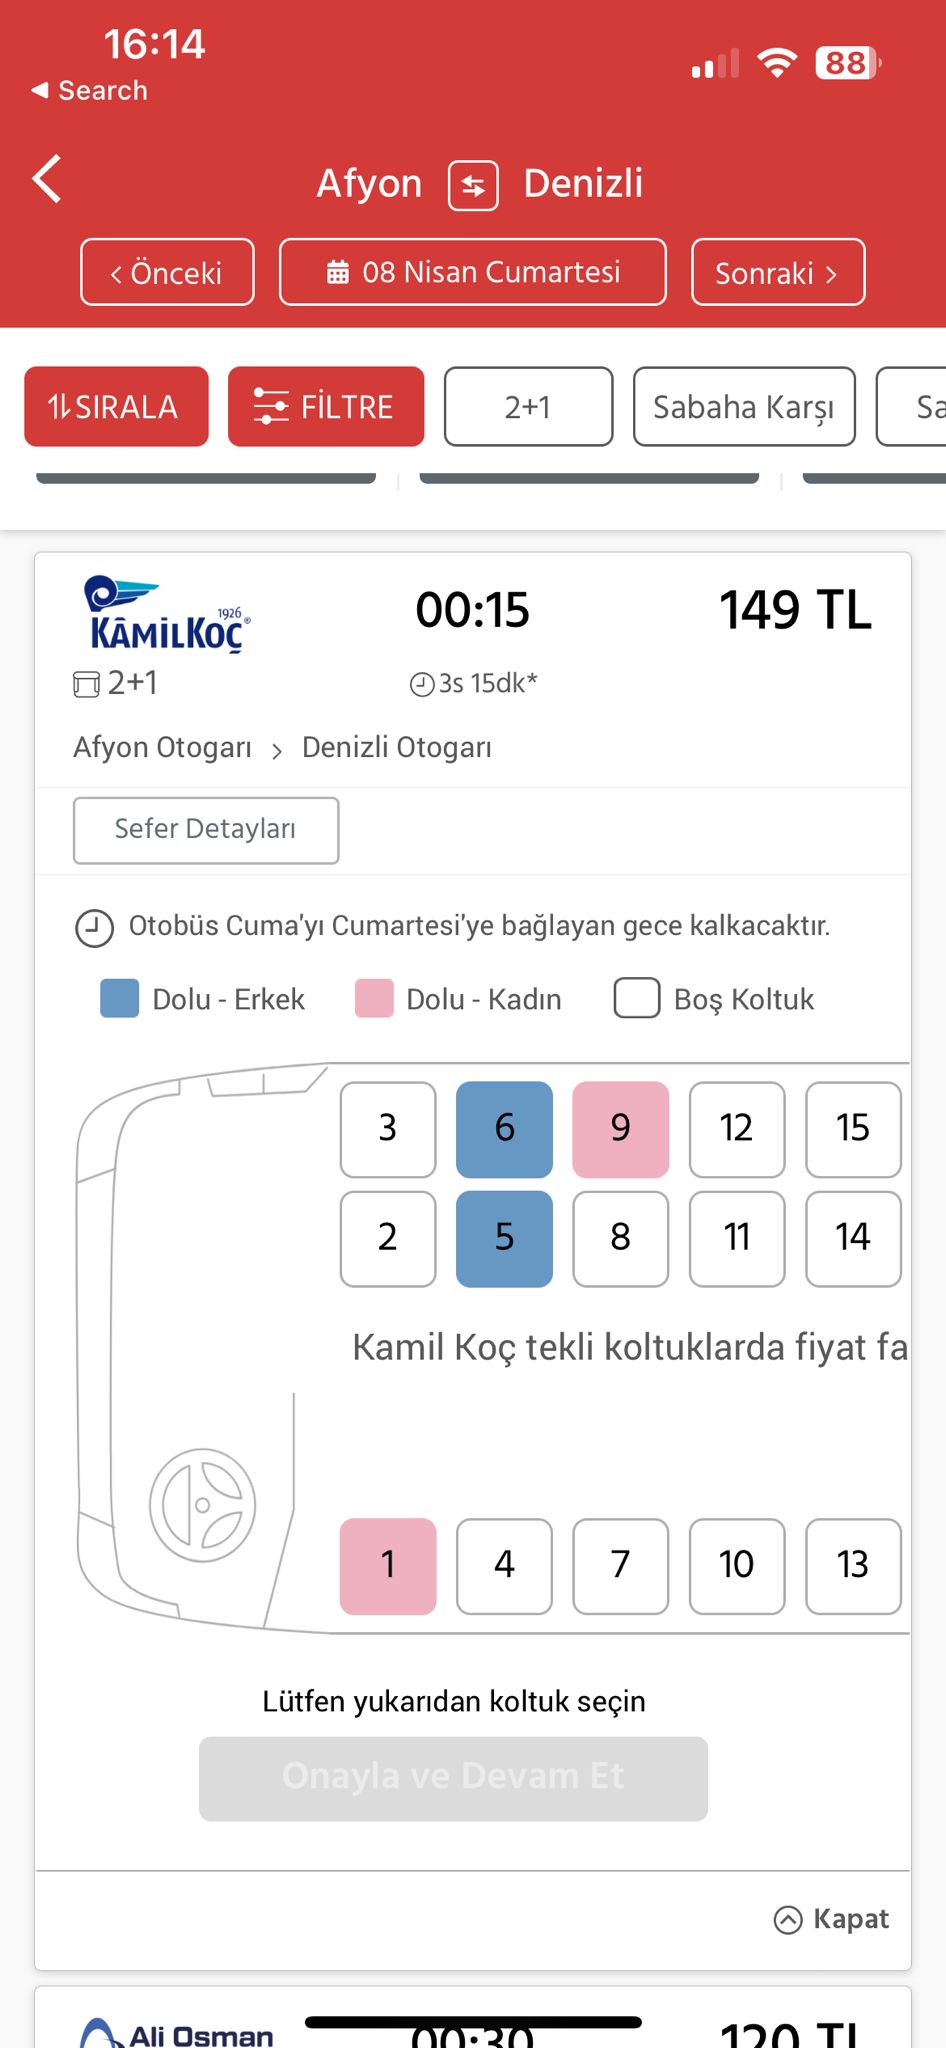 16:14
88
Search
Afyon Denizli
Önceki 08 Nisan Cumartesi Sonraki
SIRALA FİLTRE 2+1 Sabaha Karşı Sa
1926
KÂMİLKOÇ® 00:15 149 TL
2+1 3s 15dk*
Afyon Otogarı > Denizli Otogarı
Sefer Detayları
Otobüs Cuma'yı Cumartesi'ye bağlayan gece kalkacaktır.
Dolu - Erkek Dolu - Kadın Boş Koltuk
3 6 9 12 15
2 5 8 11 14
Kamil Koç tekli koltuklarda fiyat fa
1 4 7 10 13
Lütfen yukarıdan koltuk seçin
Onayla ve Devam Et
Kapat
Ali Osman 00:30 120 TL